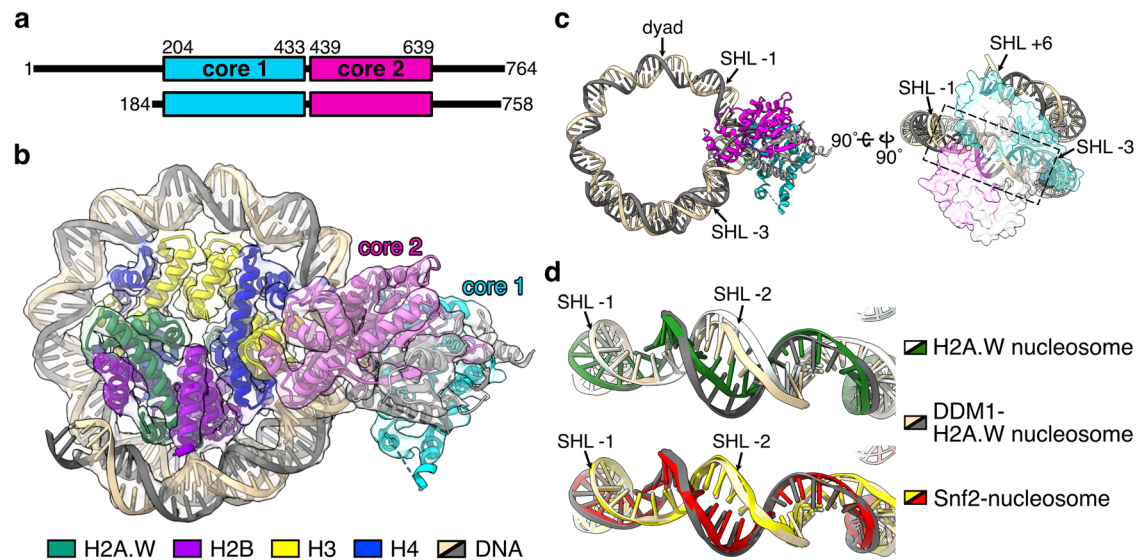 a
204 433 439 639
1 core 1 core 2 764
184 758
b
core 2
core 1
H2A.W H2B H3 H4 DNA
c
dyad
SHL -1
SHL -3
90°
90°
SHL +6
SHL -1
SHL -3
d
SHL -1 SHL -2
H2A.W nucleosome
DDM1-
H2A.W nucleosome
SHL -1 SHL -2
Snf2-nucleosome